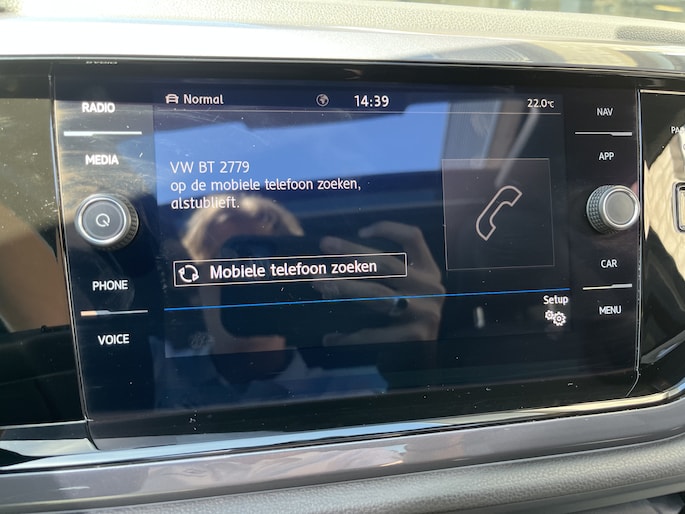 RADIO
MEDIA
PHONE
VOICE
Normal
14:39
22.0°C
VW BT 2779
op de mobiele telefoon zoeken,
alstublieft.
Mobiele telefoon zoeken
Setup
NAV
APP
CAR
MENU